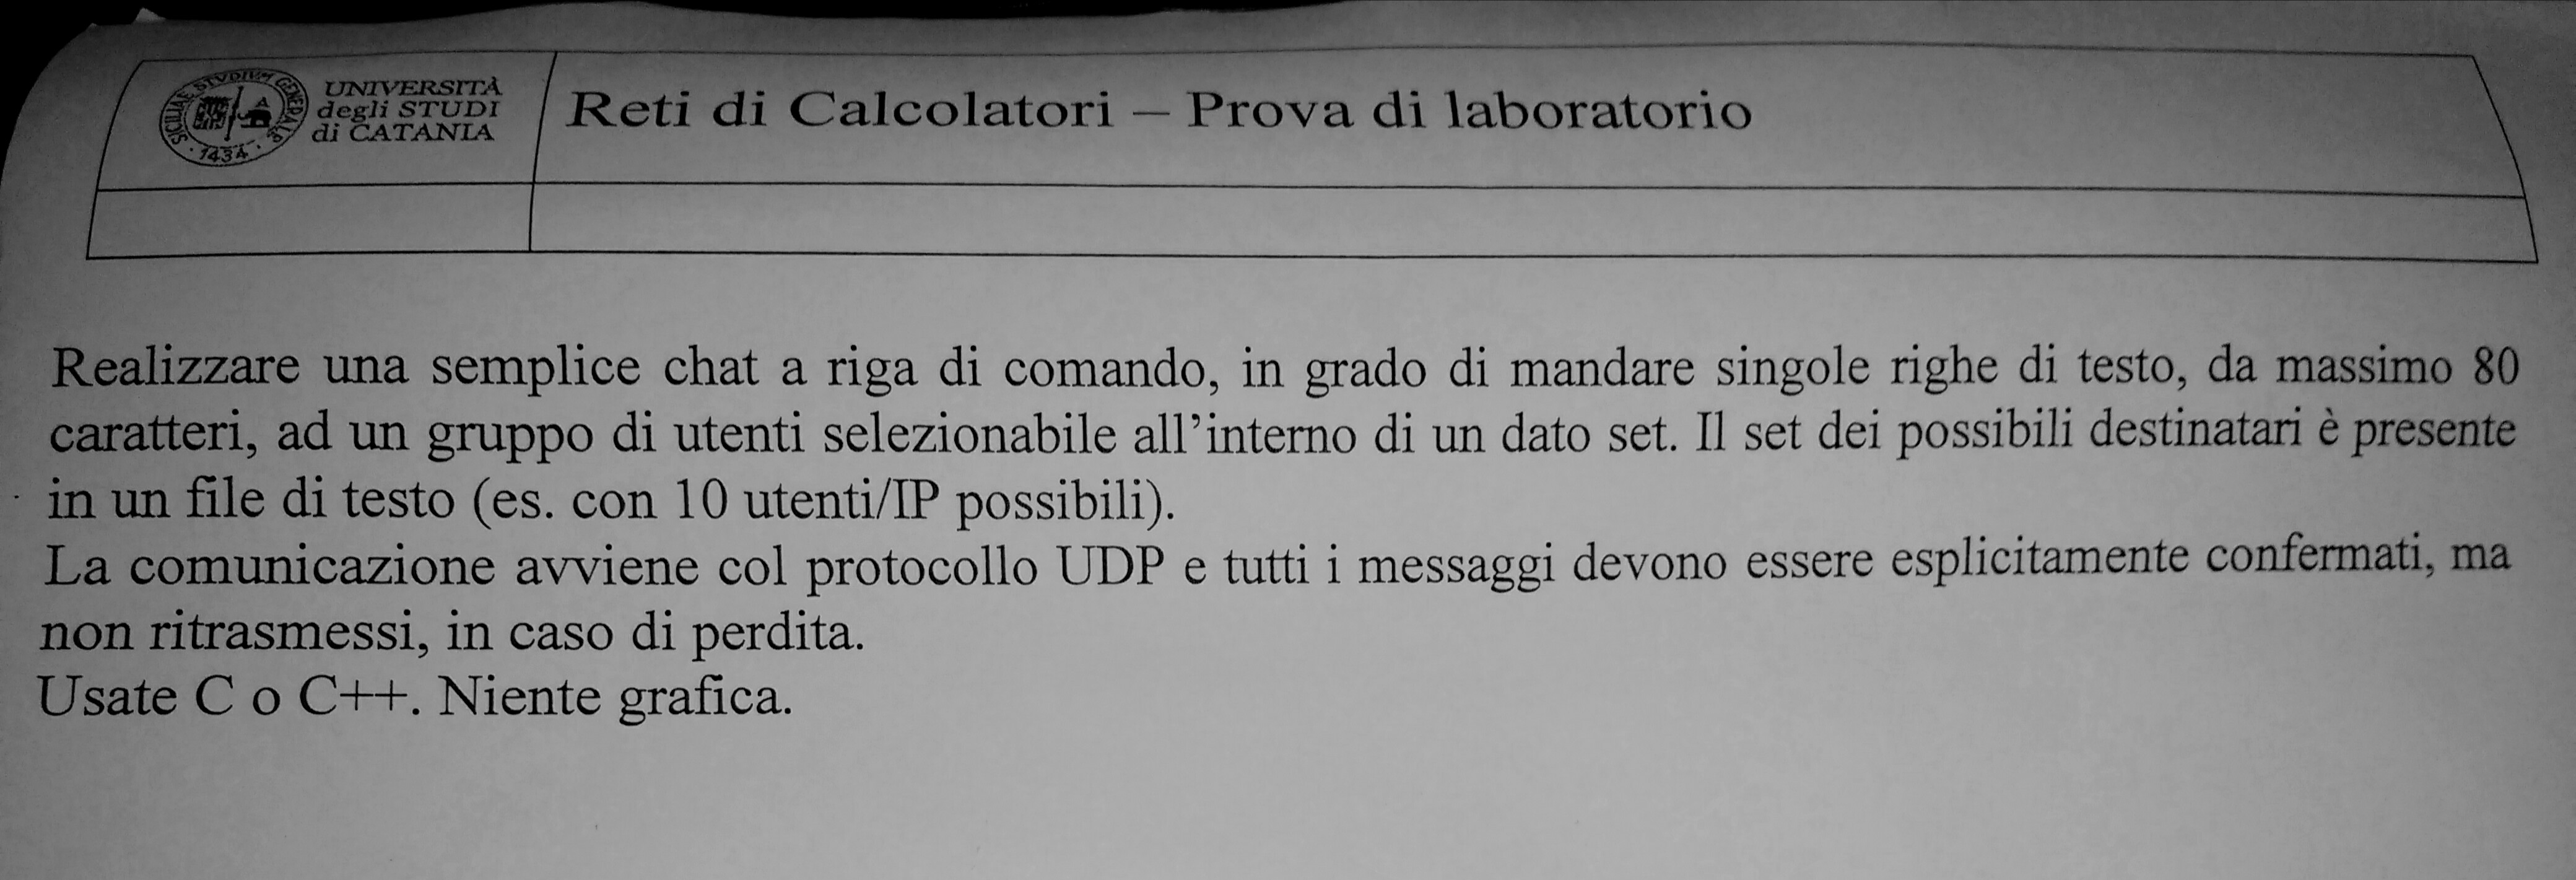 UNIVERSITÀ
degli STUDI
di CATANIA
SICILIAE STUDIUM GENERALE
· 1434 ·
Reti di Calcolatori – Prova di laboratorio
Realizzare una semplice chat a riga di comando, in grado di mandare singole righe di testo, da massimo 80
caratteri, ad un gruppo di utenti selezionabile all’interno di un dato set. Il set dei possibili destinatari è presente
in un file di testo (es. con 10 utenti/IP possibili).
La comunicazione avviene col protocollo UDP e tutti i messaggi devono essere esplicitamente confermati, ma
non ritrasmessi, in caso di perdita.
Usate C o C++. Niente grafica.